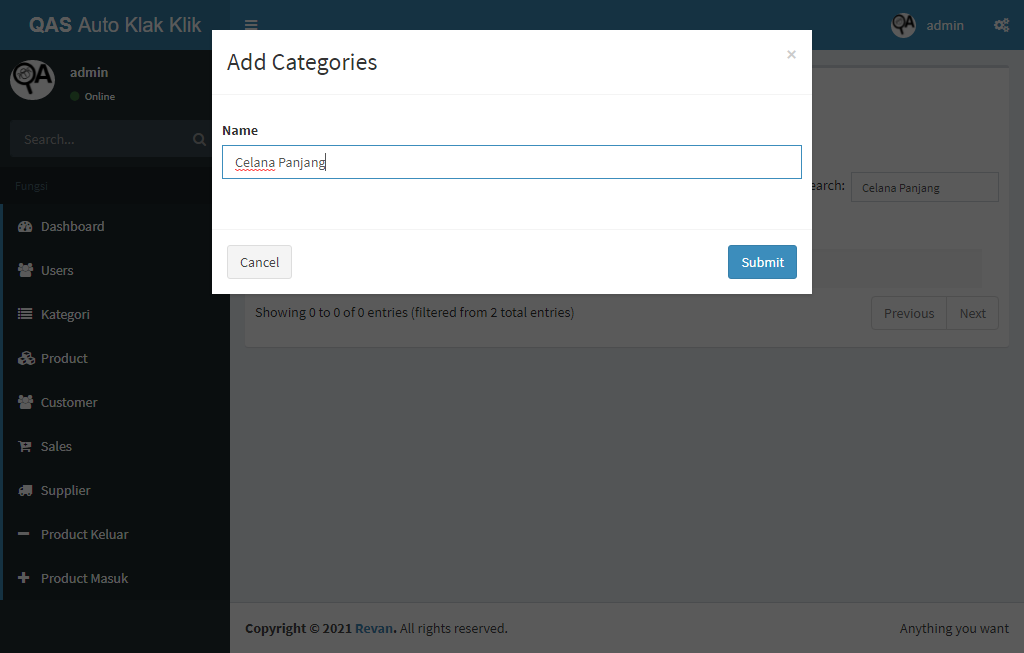 QAS Auto Klak Klik
admin
admin
Online
Search...
Fungsi
Dashboard
Users
Kategori
Product
Customer
Sales
Supplier
Product Keluar
Product Masuk
Add Categories
×
Name
Celana Panjang
Cancel
Submit
earch:
Celana Panjang
Showing 0 to 0 of 0 entries (filtered from 2 total entries)
Previous
Next
Copyright © 2021 Revan. All rights reserved.
Anything you want